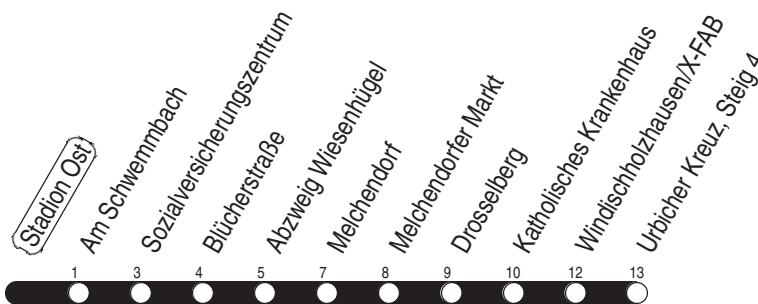 Stadion Ost
Am Schwemmbach
Sozialversicherungszentrum
Blücherstraße
Abzweig Wiesenhügel
Melchendorf
Melchendorfer Markt
Drosselberg
Katholisches Krankenhaus
Windischholzhausen/X-FAB
Urbicher Kreuz, Steig 4
1 3 4 5 7 8 9 10 12 13